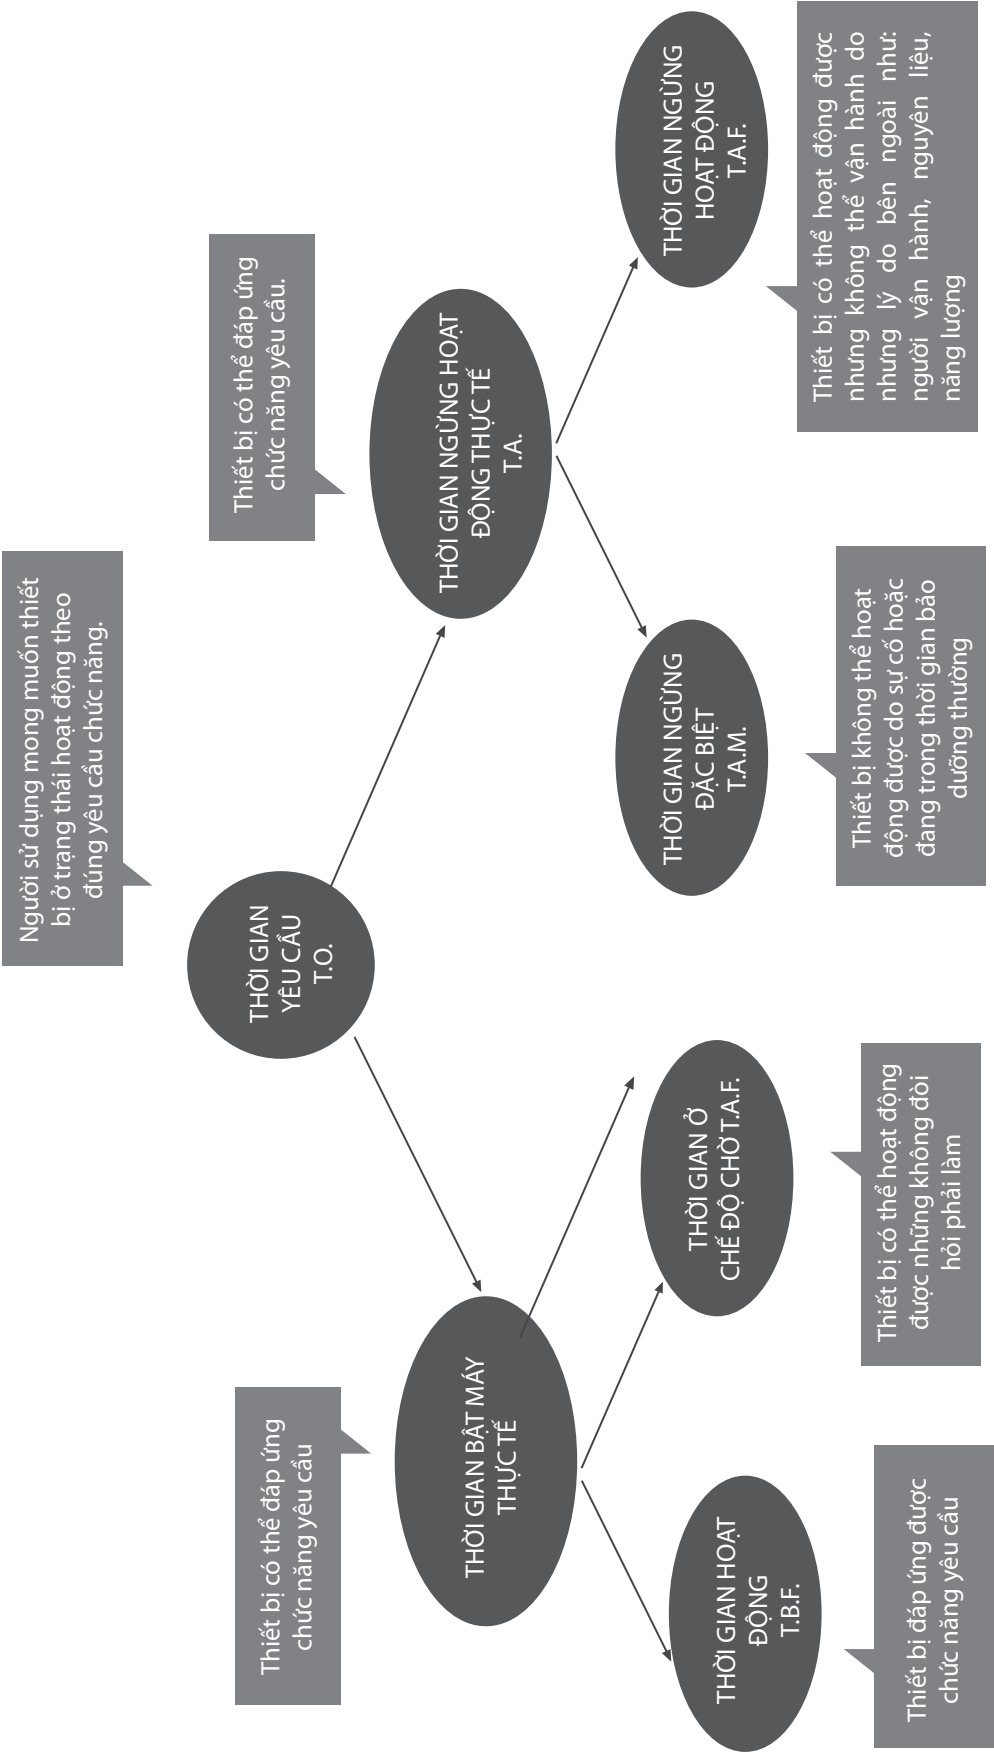 Người sử dụng mong muốn thiết
bị ở trạng thái hoạt động theo
đúng yêu cầu chức năng.
THỜI GIAN
YÊU CẦU
T.O.
Thiết bị có thể đáp ứng
chức năng yêu cầu
THỜI GIAN BẬT MÁY
THỰC TẾ
Thiết bị có thể đáp ứng
chức năng yêu cầu.
THỜI GIAN NGỪNG HOẠT
ĐỘNG THỰC TẾ
T.A.
THỜI GIAN HOẠT
ĐỘNG
T.B.F.
THỜI GIAN Ở
CHẾ ĐỘ CHỜ T.A.F.
THỜI GIAN NGỪNG
ĐẶC BIỆT
T.A.M.
THỜI GIAN NGỪNG
HOẠT ĐỘNG
T.A.F.
Thiết bị đáp ứng được
chức năng yêu cầu
Thiết bị có thể hoạt động
được những không đòi
hỏi phải làm
Thiết bị không thể hoạt
động được do sự cố hoặc
đang trong thời gian bảo
dưỡng thường
Thiết bị có thể hoạt động được
nhưng không thể vận hành do
nhưng lý do bên ngoài như:
người vận hành, nguyên liệu,
năng lượng